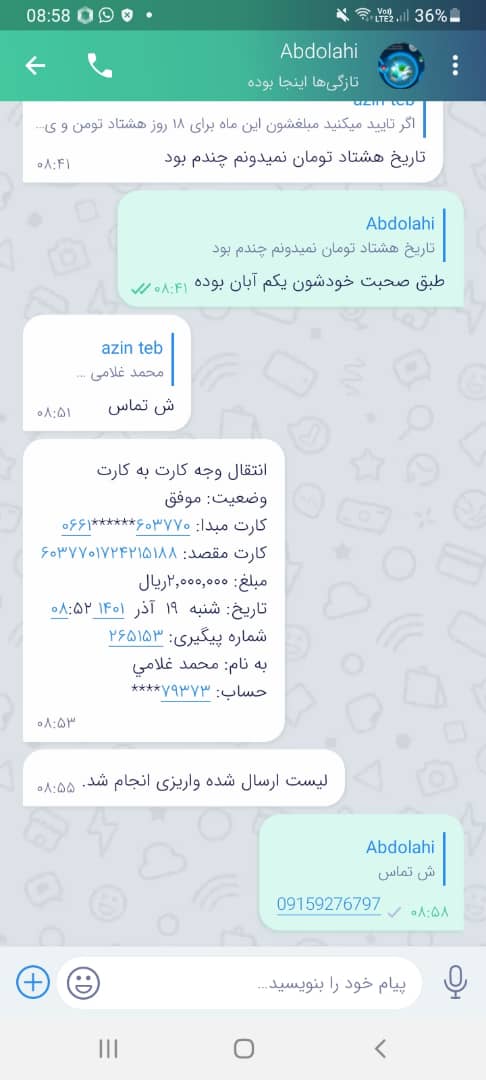 08:58
36%
Abdolahi
تازگی‌ها اینجا بوده
azin teb
اگر تایید میکنید مبلغشون این ماه برای ۱۸ روز هشتاد تومن و ی...
تاریخ هشتاد تومان نمیدونم چندم بود
۰۸:۴۱
Abdolahi
تاریخ هشتاد تومان نمیدونم چندم بود
طبق صحبت خودشون یکم آبان بوده
۰۸:۴۱
azin teb
محمد غلامی ...
ش تماس
۰۸:۵۱
انتقال وجه کارت به کارت
وضعیت: موفق
کارت مبدا: ۶۰۳۷۷۰******۰۶۶۱
کارت مقصد: ۶۰۳۷۷۰۱۷۲۴۲۱۵۱۸۸
مبلغ: ۲,۰۰۰,۰۰۰ریال
تاریخ: شنبه ۱۹ آذر ۱۴۰۱ ۰۸:۵۲
شماره پیگیری: ۲۶۵۱۵۳
به نام: محمد غلامي
حساب: ۷۹۳۷۳****
۰۸:۵۳
لیست ارسال شده واریزی انجام شد.
۰۸:۵۵
Abdolahi
ش تماس
09159276797
۰۸:۵۸
پیام خود را بنویسید...